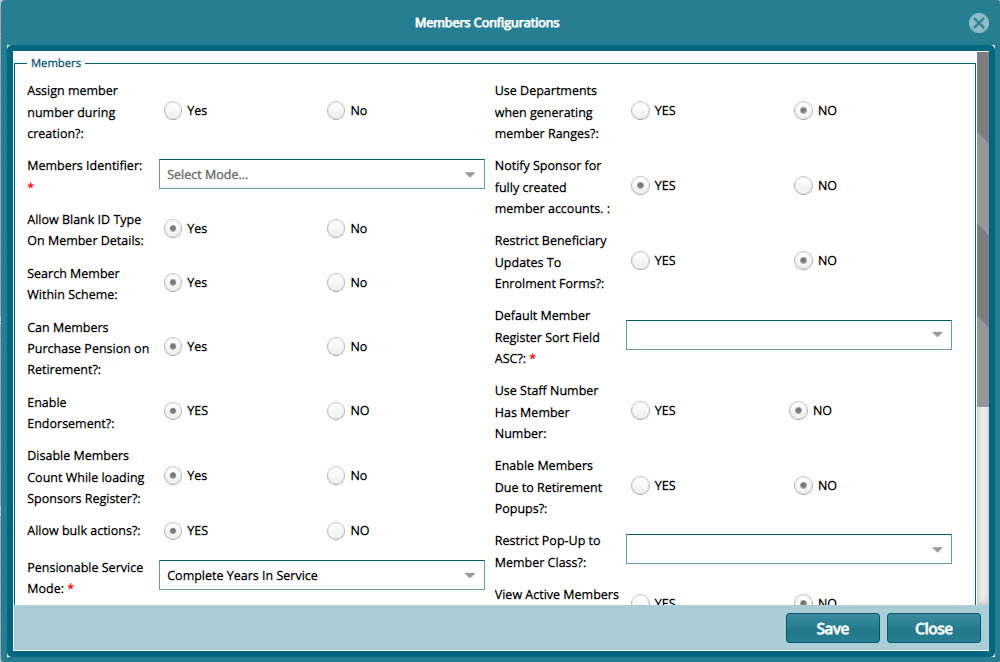 Members Configurations
Members
Assign member
number during
creation?:
Yes
No
Members Identifier:
*
Select Mode...
Allow Blank ID Type
On Member Details:
Yes
No
Search Member
Within Scheme:
Yes
No
Can Members
Purchase Pension on
Retirement?:
Yes
No
Enable
Endorsement?:
YES
NO
Disable Members
Count While loading
Sponsors Register?:
Yes
No
Allow bulk actions?:
YES
NO
Pensionable Service
Mode: *
Complete Years In Service
Use Departments
when generating
member Ranges?:
YES
NO
Notify Sponsor for
fully created
member accounts. :
YES
NO
Restrict Beneficiary
Updates To
Enrolment Forms?:
YES
NO
Default Member
Register Sort Field
ASC?: *
Use Staff Number
Has Member
Number:
YES
NO
Enable Members
Due to Retirement
Popups?:
YES
NO
Restrict Pop-Up to
Member Class?:
View Active Members
YES
NO
Save
Close